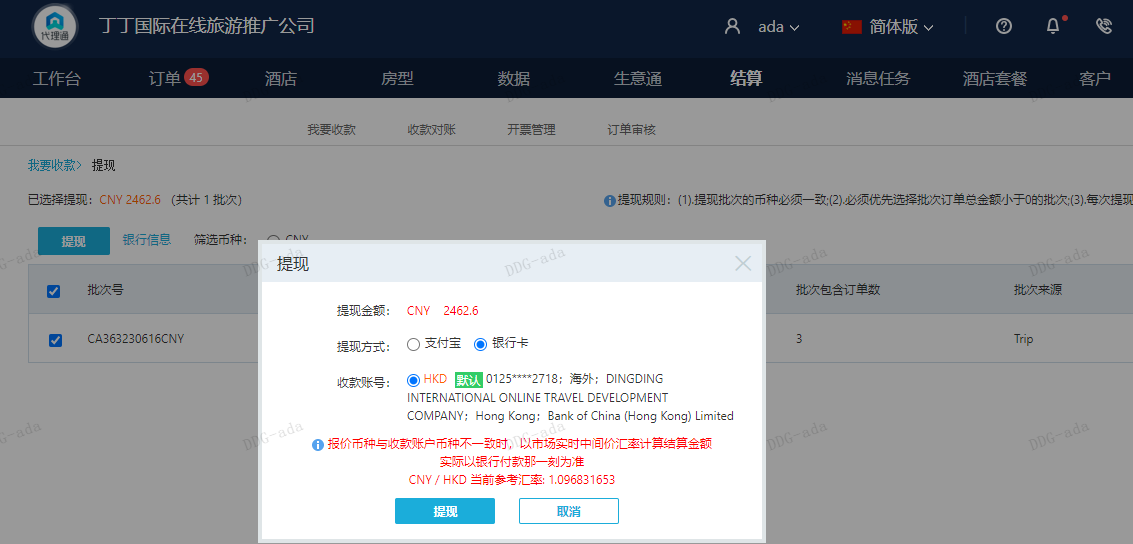 代理通
丁丁国际在线旅游推广公司
ada
简体版
工作台
订单 45
酒店
房型
数据
生意通
结算
消息任务
酒店套餐
客户
我要收款
收款对账
开票管理
订单审核
我要收款> 提现
已选择提现：CNY 2462.6 （共计 1 批次）
提现规则：(1).提现批次的币种必须一致;(2).必须优先选择批次订单总金额小于0的批次;(3).每次提现
提现
银行信息
筛选币种：
CNY
批次号
批次包含订单数
批次来源
CA363230616CNY
3
Trip
提现
提现金额： CNY 2462.6
提现方式： 支付宝 银行卡
收款账号： HKD 默认 0125****2718；海外；DINGDING
INTERNATIONAL ONLINE TRAVEL DEVELOPMENT
COMPANY；Hong Kong；Bank of China (Hong Kong) Limited
报价币种与收款账户币种不一致时，以市场实时中间价汇率计算结算金额
实际以银行付款那一刻为准
CNY / HKD 当前参考汇率: 1.096831653
提现
取消
DDG-ada
DDG-ada
DDG-ada
DDG-ada
DDG-ada
DDG-ada
DDG-ada